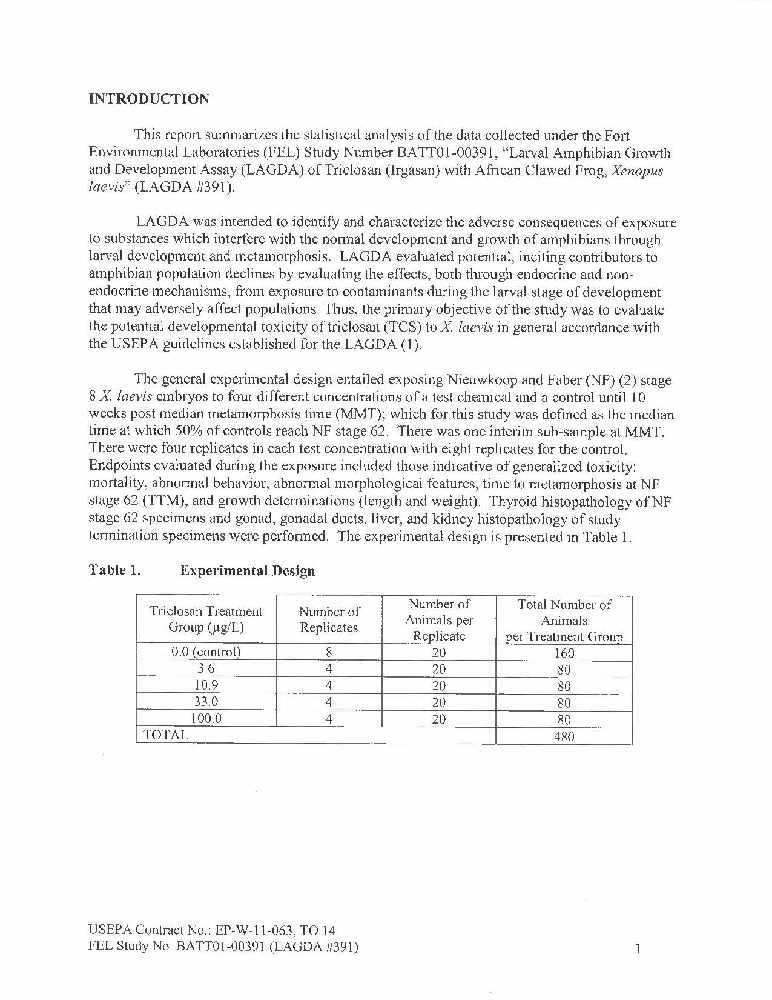 INTRODUCTION
This report summarizes the statistical analysis of the data collected under the Fort
Environmental Laboratories (FEL) Study Number BATT01-00391, “Larval Amphibian Growth
and Development Assay (LAGDA) of Triclosan (Irgasan) with African Clawed Frog, Xenopus
laevis” (LAGDA #391).
LAGDA was intended to identify and characterize the adverse consequences of exposure
to substances which interfere with the normal development and growth of amphibians through
larval development and metamorphosis. LAGDA evaluated potential, inciting contributors to
amphibian population declines by evaluating the effects, both through endocrine and non-
endocrine mechanisms, from exposure to contaminants during the larval stage of development
that may adversely affect populations. Thus, the primary objective of the study was to evaluate
the potential developmental toxicity of triclosan (TCS) to X. laevis in general accordance with
the USEPA guidelines established for the LAGDA (1).
The general experimental design entailed exposing Nieuwkoop and Faber (NF) (2) stage
8 X. laevis embryos to four different concentrations of a test chemical and a control until 10
weeks post median metamorphosis time (MMT); which for this study was defined as the median
time at which 50% of controls reach NF stage 62. There was one interim sub-sample at MMT.
There were four replicates in each test concentration with eight replicates for the control.
Endpoints evaluated during the exposure included those indicative of generalized toxicity:
mortality, abnormal behavior, abnormal morphological features, time to metamorphosis at NF
stage 62 (TTM), and growth determinations (length and weight). Thyroid histopathology of NF
stage 62 specimens and gonad, gonadal ducts, liver, and kidney histopathology of study
termination specimens were performed. The experimental design is presented in Table 1.
Table 1. Experimental Design
Triclosan Treatment Group (µg/L) Number of Replicates Number of Animals per Replicate Total Number of Animals per Treatment Group
0.0 (control) 8 20 160
3.6 4 20 80
10.9 4 20 80
33.0 4 20 80
100.0 4 20 80
TOTAL 480
USEPA Contract No.: EP-W-11-063, TO 14
FEL Study No. BATT01-00391 (LAGDA #391) 1